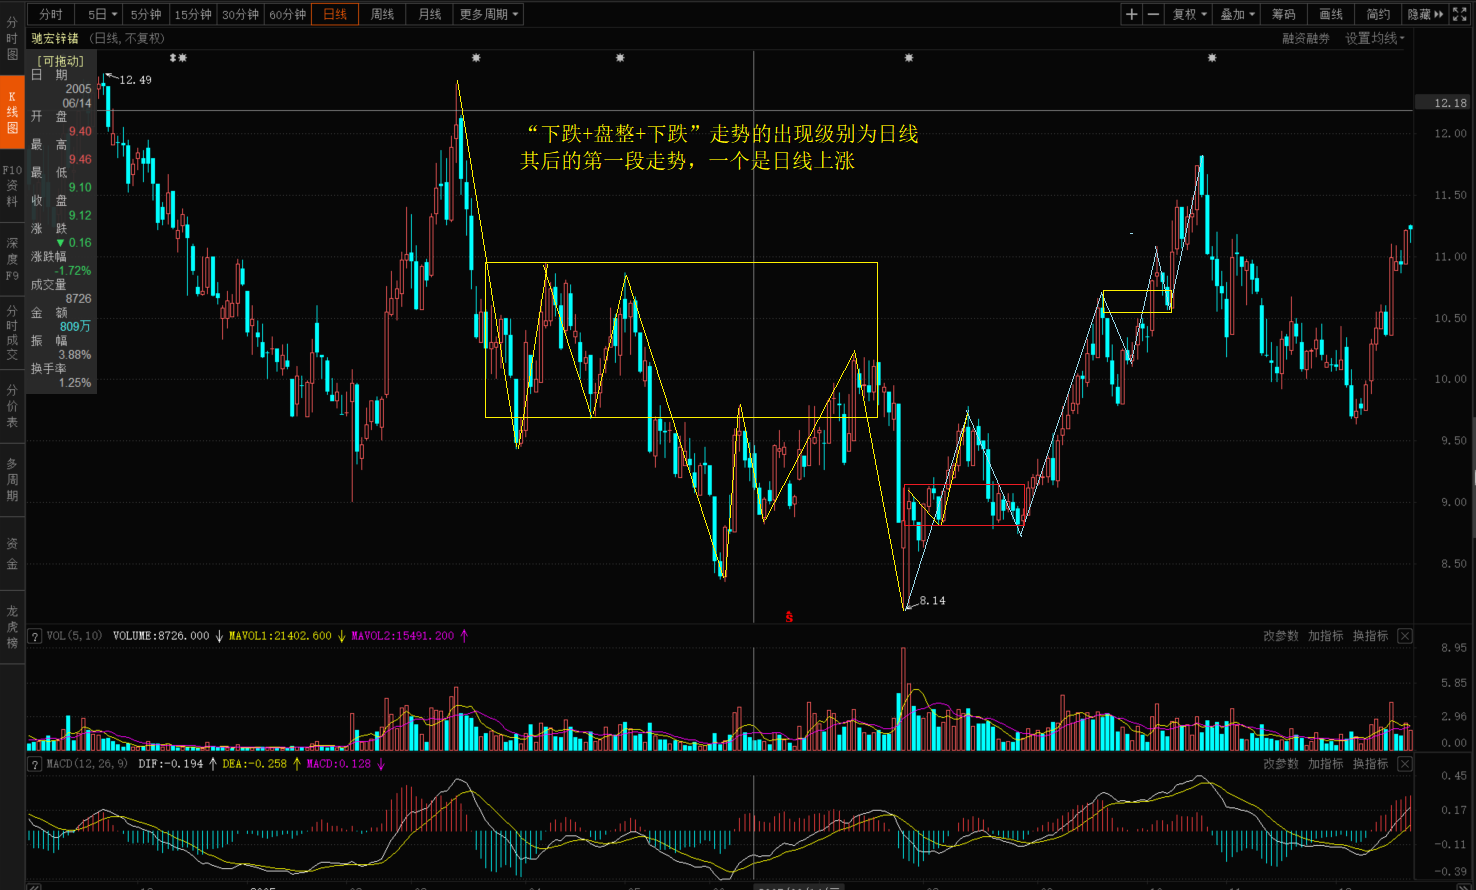 分时 5日 5分钟 15分钟 30分钟 60分钟 日线 周线 月线 更多周期
复权 叠加 筹码 画线 简约 隐藏
驰宏锌锗 (日线,不复权)
融资融券 设置均线
分时图
K线图
F10资料
深度F9
分时成交
分价表
多周期
资金
龙虎榜
[可拖动]
日 期
2005
06/14
开 盘
9.40
最 高
9.46
最 低
9.10
收 盘
9.12
涨 跌
▼0.16
涨跌幅
-1.72%
成交量
8726
金 额
809万
振 幅
3.88%
换手率
1.25%
12.49
“下跌+盘整+下跌”走势的出现级别为日线
其后的第一段走势，一个是日线上涨
8.14
12.18
12.00
11.50
11.00
10.50
10.00
9.50
9.00
8.50
VOL(5,10) VOLUME:8726.000 ↓ MAVOL1:21402.600 ↓ MAVOL2:15491.200 ↑
改参数 加指标 换指标
8.95
5.85
2.96
0.00
MACD(12,26,9) DIF:-0.194 ↑ DEA:-0.258 ↑ MACD:0.128 ↓
改参数 加指标 换指标
0.45
0.17
-0.11
-0.39